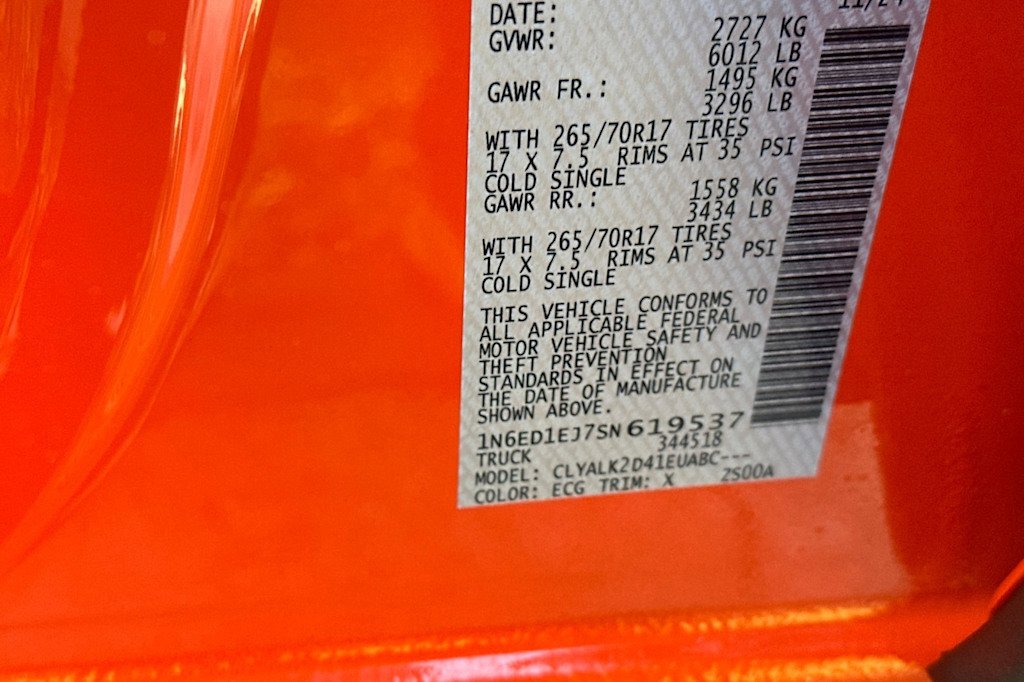 DATE: 11/24
GVWR: 2727 KG
6012 LB
GAWR FR.: 1495 KG
3296 LB
WITH 265/70R17 TIRES
17 X 7.5 RIMS AT 35 PSI
COLD SINGLE
GAWR RR.: 1558 KG
3434 LB
WITH 265/70R17 TIRES
17 X 7.5 RIMS AT 35 PSI
COLD SINGLE
THIS VEHICLE CONFORMS TO
ALL APPLICABLE FEDERAL
MOTOR VEHICLE SAFETY AND
THEFT PREVENTION
STANDARDS IN EFFECT ON
THE DATE OF MANUFACTURE
SHOWN ABOVE.
1N6ED1EJ7SN619537
TRUCK 344518
MODEL: CLYALK2D41EUABC---
COLOR: ECG TRIM: X ZS00A